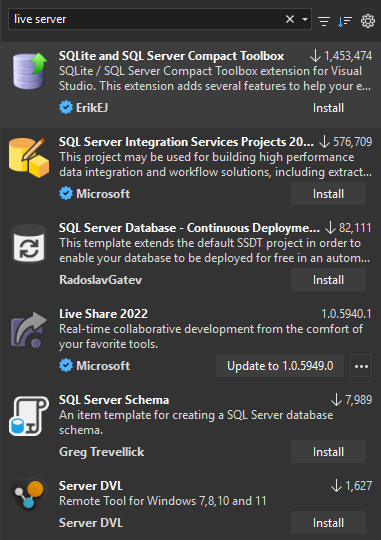 live server
SQLite and SQL Server Compact Toolbox 1,453,474
SQLite / SQL Server Compact Toolbox extension for Visual
Studio. This extension adds several features to help your e...
ErikEJ Install
SQL Server Integration Services Projects 20... 576,709
This project may be used for building high performance
data integration and workflow solutions, including extract...
Microsoft Install
SQL Server Database - Continuous Deployme... 82,111
This template extends the default SSDT project in order to
enable your database to be deployed for free in an autom...
RadoslavGatev Install
Live Share 2022 1.0.5940.1
Real-time collaborative development from the comfort of
your favorite tools.
Microsoft Update to 1.0.5949.0 ...
SQL Server Schema 7,989
An item template for creating a SQL Server database
schema.
Greg Trevellick Install
Server DVL 1,627
Remote Tool for Windows 7,8,10 and 11
Server DVL Install